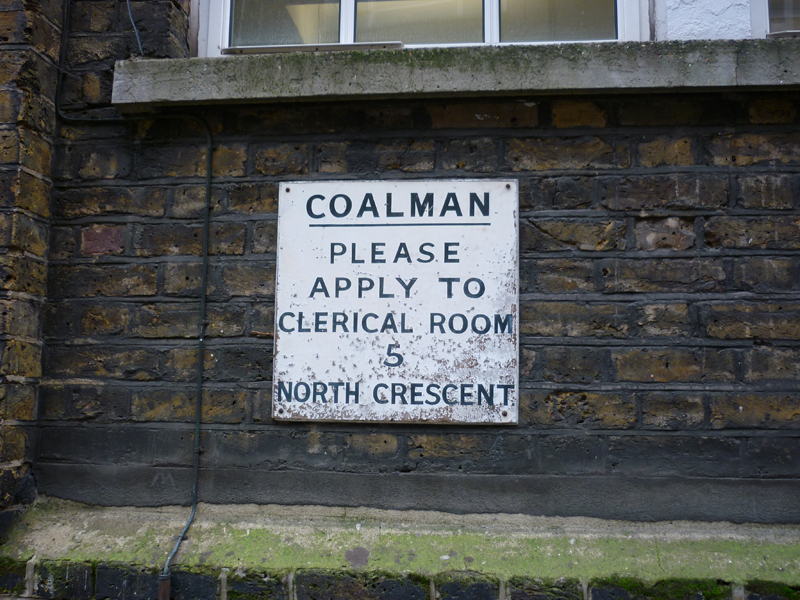 COALMAN
PLEASE
APPLY TO
CLERICAL ROOM
5
NORTH CRESCENT